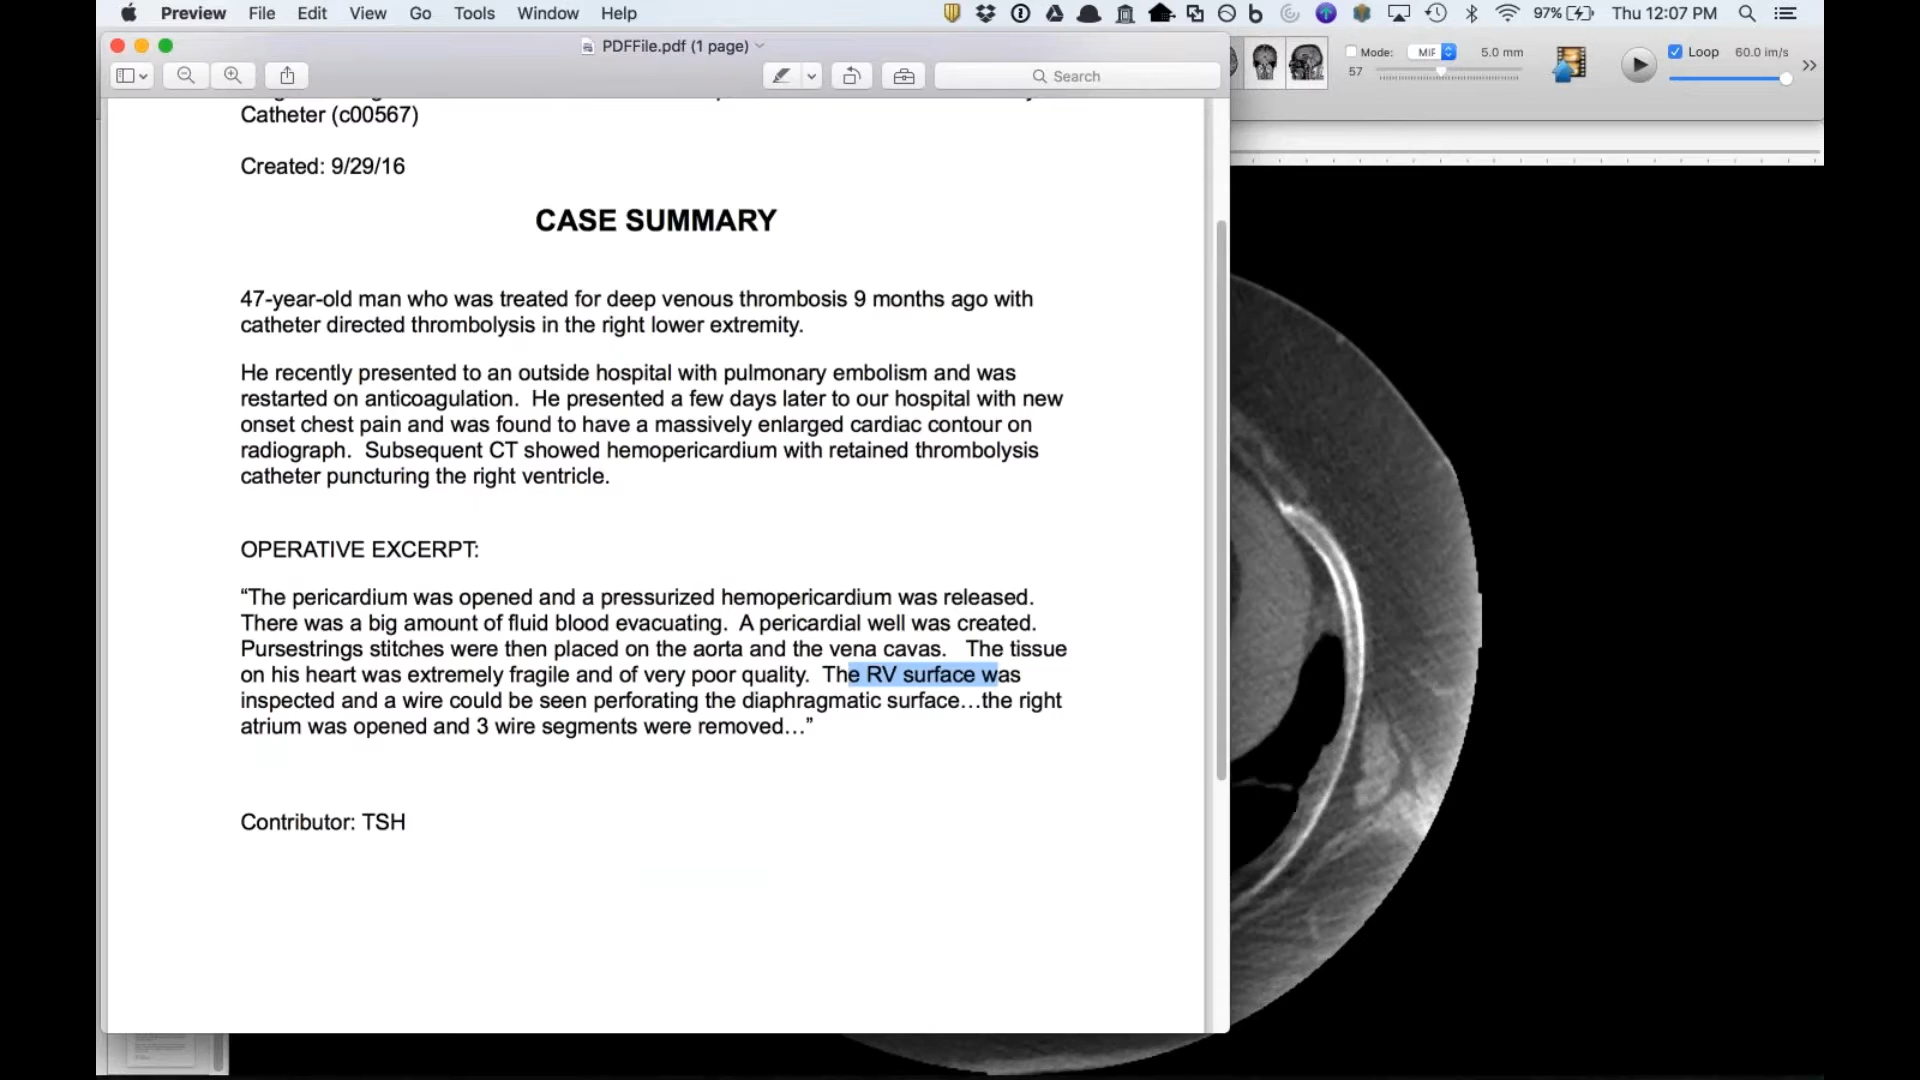 Preview File Edit View Go Tools Window Help 97% Thu 12:07 PM
PDFFile.pdf (1 page)
Search
Mode: MIP 5.0 mm
57
Loop 60.0 im/s
Catheter (c00567)
Created: 9/29/16
CASE SUMMARY
47-year-old man who was treated for deep venous thrombosis 9 months ago with
catheter directed thrombolysis in the right lower extremity.
He recently presented to an outside hospital with pulmonary embolism and was
restarted on anticoagulation. He presented a few days later to our hospital with new
onset chest pain and was found to have a massively enlarged cardiac contour on
radiograph. Subsequent CT showed hemopericardium with retained thrombolysis
catheter puncturing the right ventricle.
OPERATIVE EXCERPT:
“The pericardium was opened and a pressurized hemopericardium was released.
There was a big amount of fluid blood evacuating. A pericardial well was created.
Pursestrings stitches were then placed on the aorta and the vena cavas. The tissue
on his heart was extremely fragile and of very poor quality. The RV surface was
inspected and a wire could be seen perforating the diaphragmatic surface…the right
atrium was opened and 3 wire segments were removed…”
Contributor: TSH